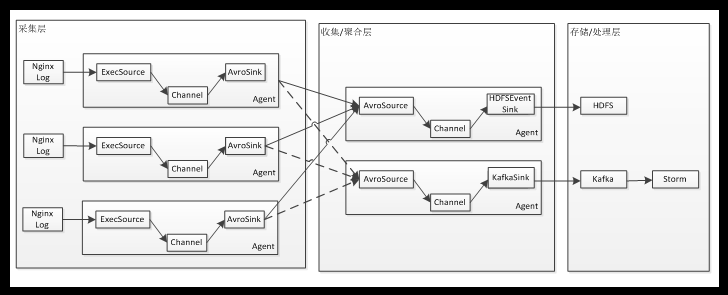 采集层
收集/聚合层
存储/处理层
Nginx
Log
ExecSource
Channel
AvroSink
Agent
Nginx
Log
ExecSource
Channel
AvroSink
Agent
Nginx
Log
ExecSource
Channel
AvroSink
Agent
AvroSource
Channel
HDFSEvent
Sink
Agent
AvroSource
Channel
KafkaSink
Agent
HDFS
Kafka
Storm